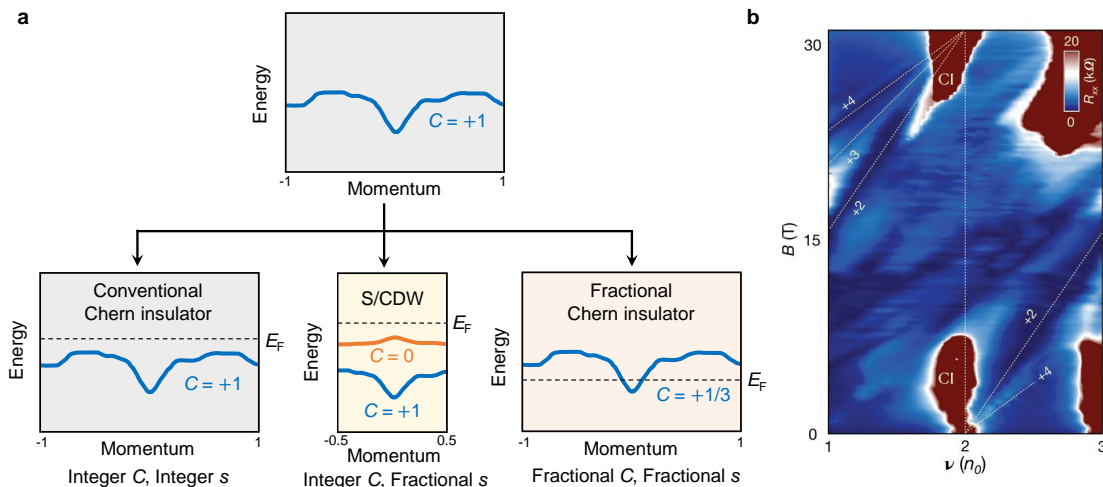 a
Energy
C = +1
-1
Momentum
1
Conventional
Chern insulator
E_F
Energy
C = +1
-1
Momentum
1
Integer C, Integer s
S/CDW
E_F
Energy
C = 0
C = +1
-0.5
Momentum
0.5
Integer C, Fractional s
Fractional
Chern insulator
Energy
E_F
C = +1/3
-1
Momentum
1
Fractional C, Fractional s
b
30
15
0
B (T)
CI
20
0
R_xx (kΩ)
+4
+3
+2
+2
+4
CI
1
2
3
ν (n_0)